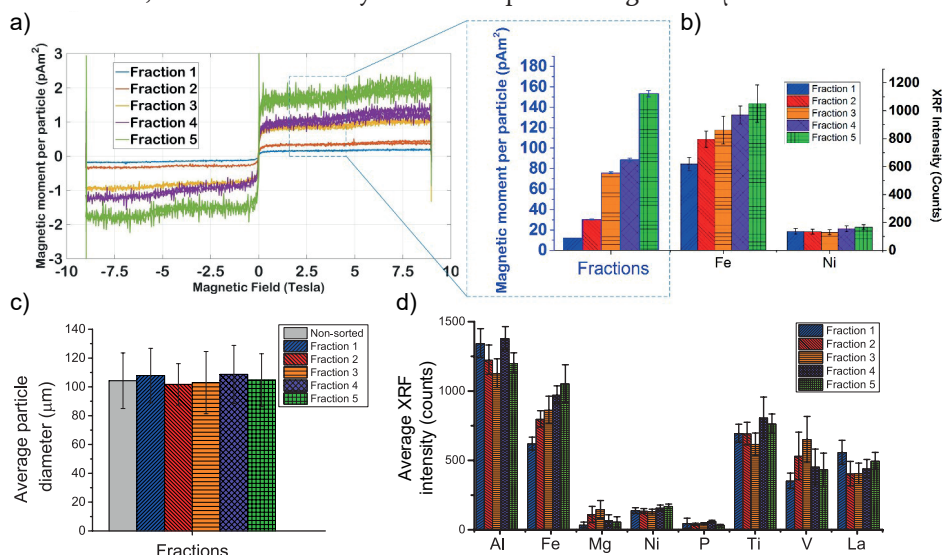 a)
b)
Magnetic moment per particle (pAm²)
3
2
1
0
-1
-2
-3
-10
-7.5
-5
-2.5
0
2.5
5
7.5
10
Magnetic Field (Tesla)
Fraction 1
Fraction 2
Fraction 3
Fraction 4
Fraction 5
Magnetic moment per particle (pAm²)
180
160
140
120
100
80
60
40
20
0
Fractions
Fe
Ni
Fraction 1
Fraction 2
Fraction 3
Fraction 4
Fraction 5
1200
1000
800
600
400
200
0
XRF Intensity (Counts)
c)
Average particle
diameter (µm)
140
120
100
80
60
40
20
0
Fractions
Non-sorted
Fraction 1
Fraction 2
Fraction 3
Fraction 4
Fraction 5
d)
Average XRF
intensity (counts)
1500
1000
500
0
Al Fe Mg Ni P Ti V La
Fraction 1
Fraction 2
Fraction 3
Fraction 4
Fraction 5